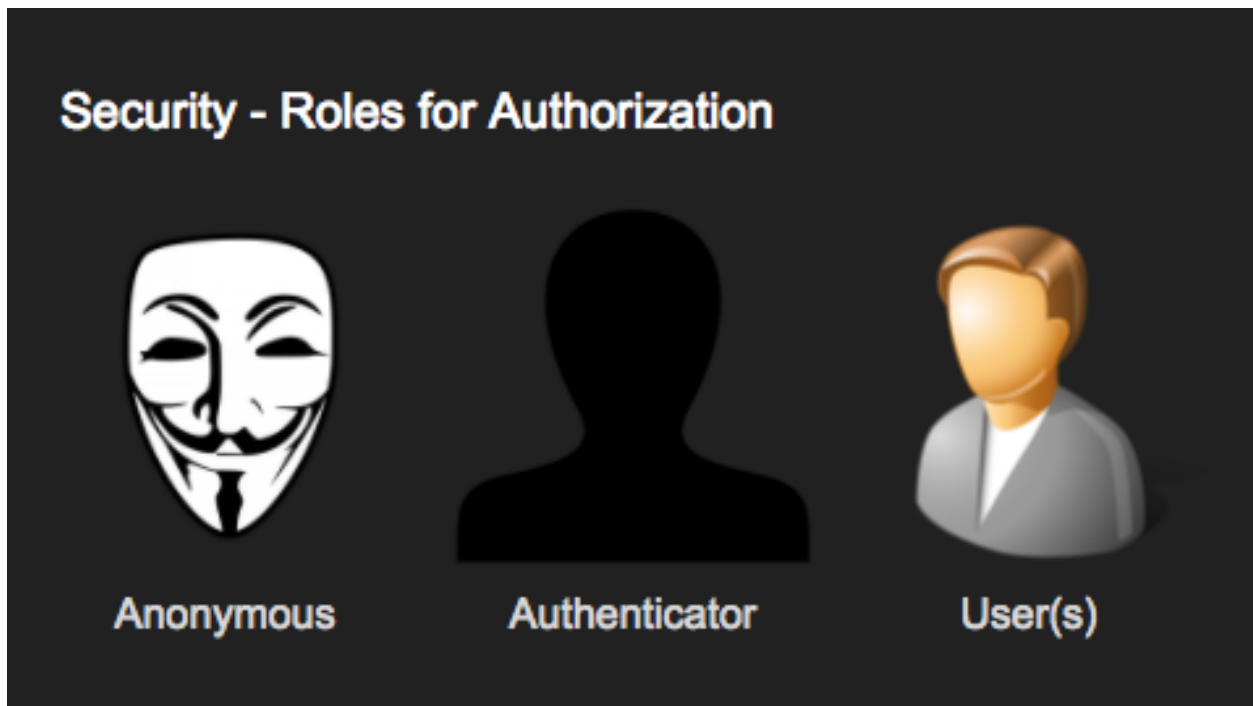 Security - Roles for Authorization
Anonymous
Authenticator
User(s)